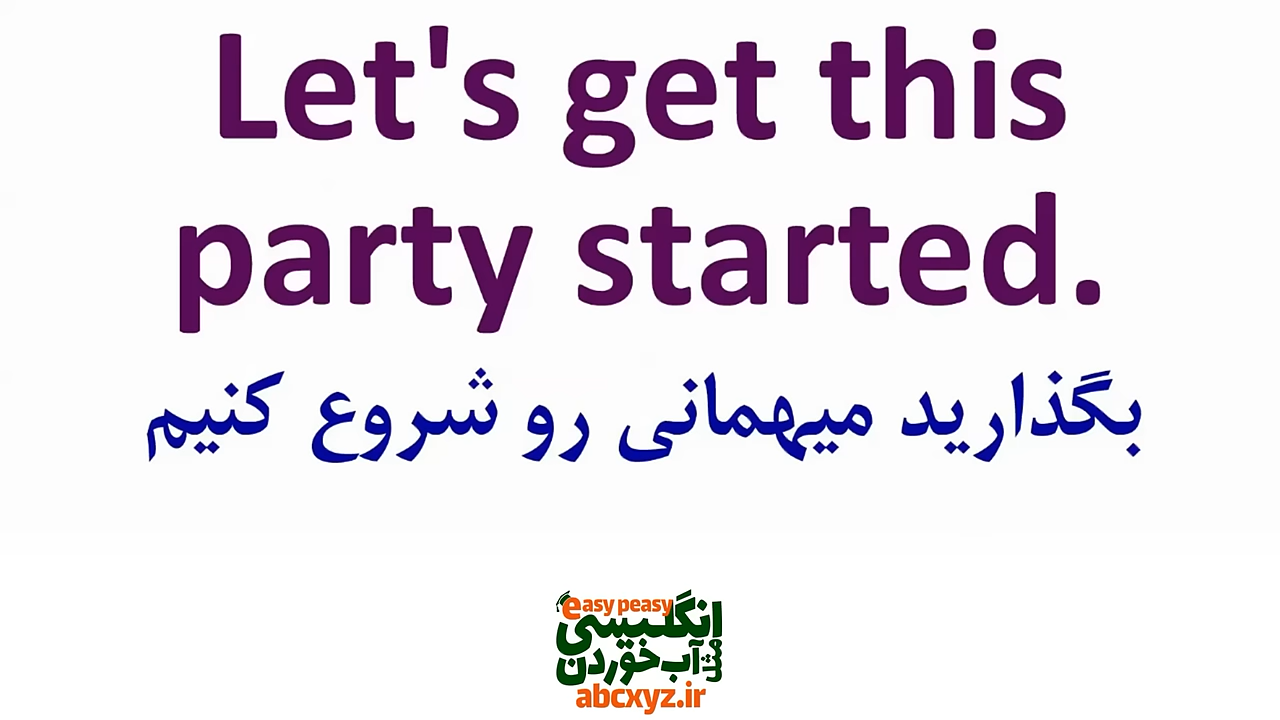 Let's get this
party started.
بگذارید میهمانی رو شروع کنیم
easy peasy
انگلیسی
مثل آب خوردن
abcxyz.ir